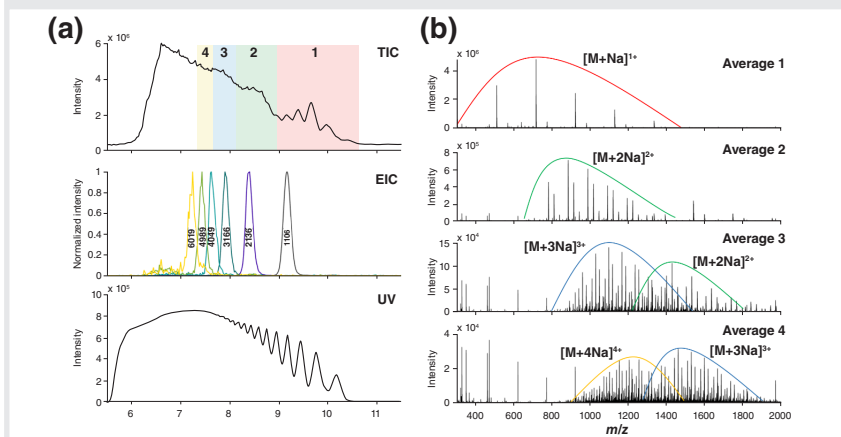 (a)
x 10⁶
4 3 2 1
TIC
6
4
2
0
Intensity
EIC
1
0.8
0.6
0.4
0.2
0
Normalized intensity
6019 4989 4049 3166 2136 1106
UV
x 10⁵
10
8
6
4
2
0
Intensity
6 7 8 9 10 11
(b)
x 10⁶
[M+Na]¹⁺
Average 1
4
2
0
Intensity
x 10⁵
[M+2Na]²⁺
Average 2
8
6
4
2
0
Intensity
x 10⁴
[M+3Na]³⁺
Average 3
[M+2Na]²⁺
15
10
5
0
Intensity
x 10⁴
[M+4Na]⁴⁺
Average 4
[M+3Na]³⁺
4
2
0
Intensity
400 600 800 1000 1200 1400 1600 1800 2000
m/z